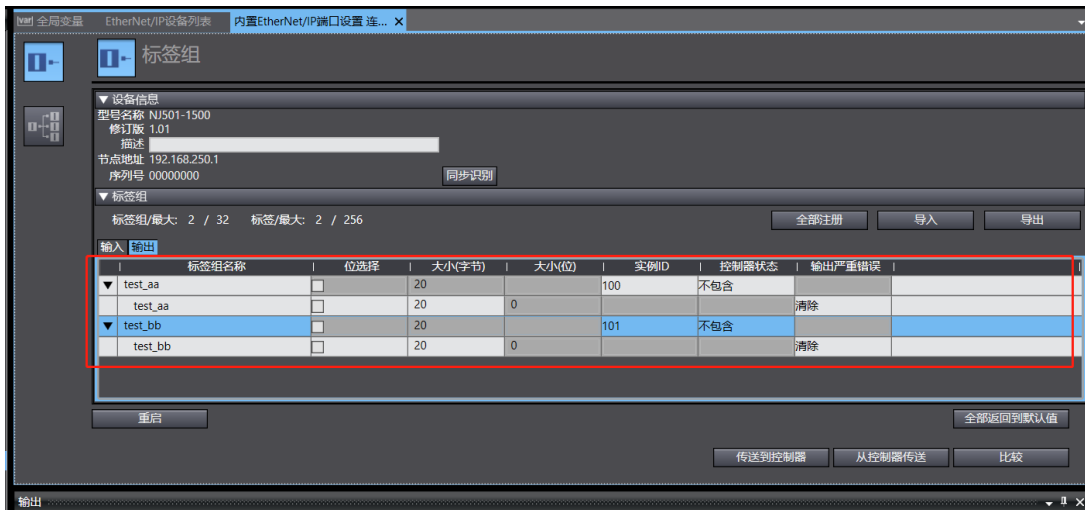 var 全局变量 EtherNet/IP设备列表 内置EtherNet/IP端口设置 连... ×
标签组
▼ 设备信息
型号名称 NJ501-1500
修订版 1.01
描述
节点地址 192.168.250.1
序列号 00000000 同步识别
▼ 标签组
标签组/最大: 2 / 32 标签/最大: 2 / 256 全部注册 导入 导出
输入 输出
标签组名称 位选择 大小(字节) 大小(位) 实例ID 控制器状态 输出严重错误
▼ test_aa 20 100 不包含
test_aa 20 0 清除
▼ test_bb 20 101 不包含
test_bb 20 0 清除
重启 全部返回到默认值
传送到控制器 从控制器传送 比较
输出